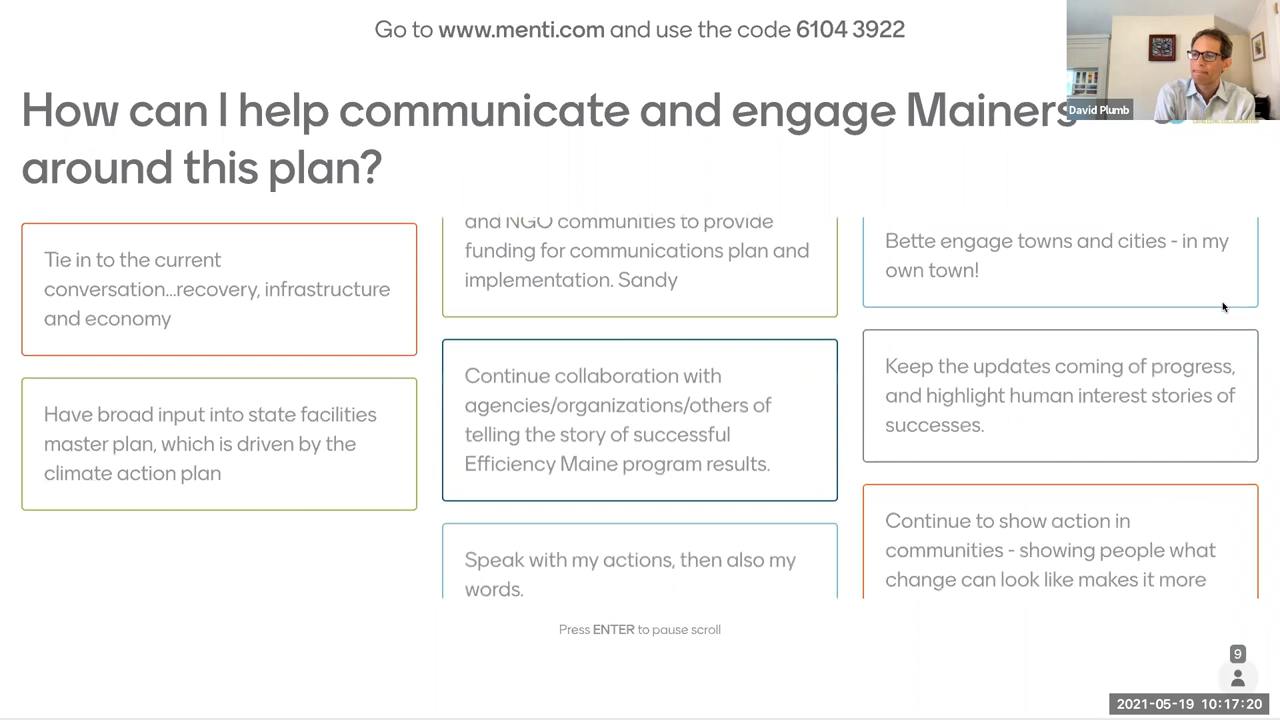 Go to www.menti.com and use the code 6104 3922
David Plumb
How can I help communicate and engage Mainers
around this plan?
Tie in to the current
conversation...recovery, infrastructure
and economy
Have broad input into state facilities
master plan, which is driven by the
climate action plan
and NGO communities to provide
funding for communications plan and
implementation. Sandy
Continue collaboration with
agencies/organizations/others of
telling the story of successful
Efficiency Maine program results.
Speak with my actions, then also my
words.
Bette engage towns and cities - in my
own town!
Keep the updates coming of progress,
and highlight human interest stories of
successes.
Continue to show action in
communities - showing people what
change can look like makes it more
Press ENTER to pause scroll
9
2021-05-19 10:17:20